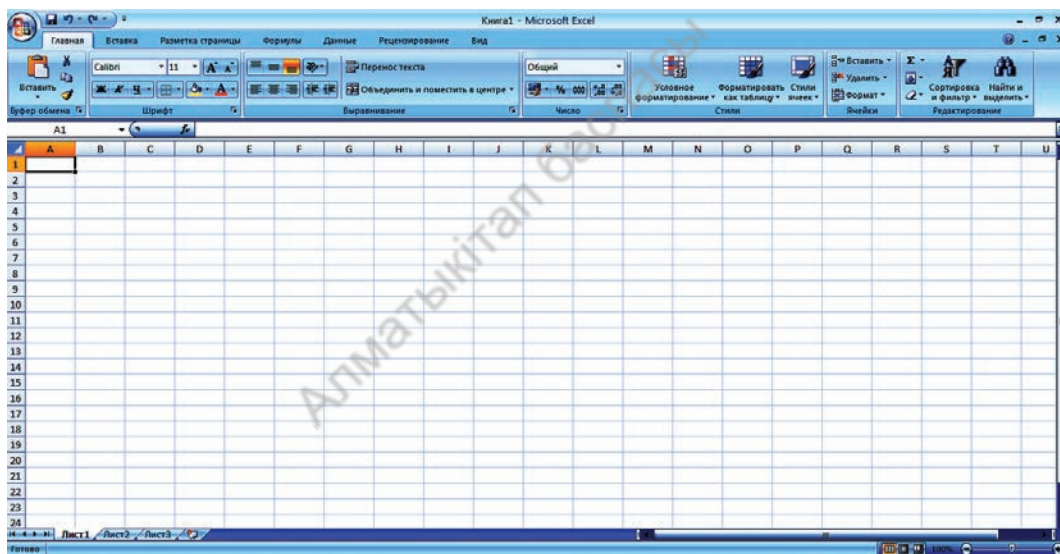 Книга1 - Microsoft Excel
Главная Вставка Разметка страницы Формулы Данные Рецензирование Вид
Calibri 11 Перенос текста Общий Вставить Σ
Вставить Ж К Ч А Объединить и поместить в центре % 000 Условное форматирование Форматировать как таблицу Стили ячеек Удалить Формат Сортировка и фильтр Найти и выделить
Буфер обмена Шрифт Выравнивание Число Стили Ячейки Редактирование
A1 fx
A B C D E F G H I J K L M N O P Q R S T U
1
2
3
4
5
6
7
8
9
10
11
12
13
14
15
16
17
18
19
20
21
22
23
24
Лист1 Лист2 Лист3
Готово 100%
Алматыкітап баспасы